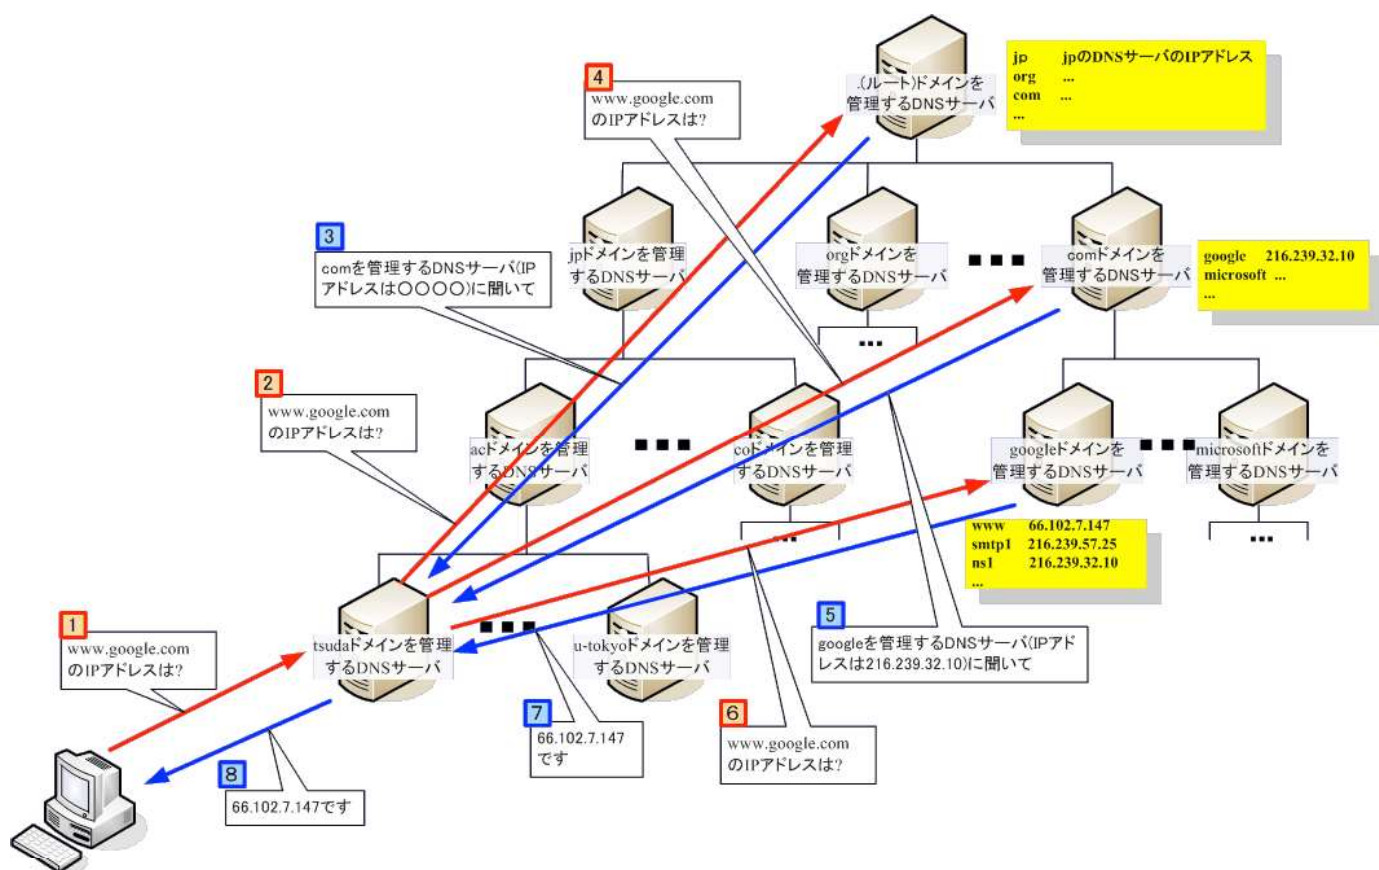 .(ルート)ドメインを
管理するDNSサーバ
jp jpのDNSサーバのIPアドレス
org ...
com ...
...
4
www.google.com
のIPアドレスは?
3
comを管理するDNSサーバ(IP
アドレスは〇〇〇〇)に聞いて
jpドメインを管理
するDNSサーバ
orgドメインを
管理するDNSサーバ
comドメインを
管理するDNSサーバ
google 216.239.32.10
microsoft ...
...
...
2
www.google.com
のIPアドレスは?
acドメインを管理
するDNSサーバ
coドメインを管理
するDNSサーバ
googleドメインを
管理するDNSサーバ
microsoftドメインを
管理するDNSサーバ
...
...
www 66.102.7.147
smtp1 216.239.57.25
ns1 216.239.32.10
...
1
www.google.com
のIPアドレスは?
tsudaドメインを管理
するDNSサーバ
u-tokyoドメインを管理
するDNSサーバ
5
googleを管理するDNSサーバ(IPアド
レスは216.239.32.10)に聞いて
7
66.102.7.147
です
6
www.google.com
のIPアドレスは?
8
66.102.7.147です